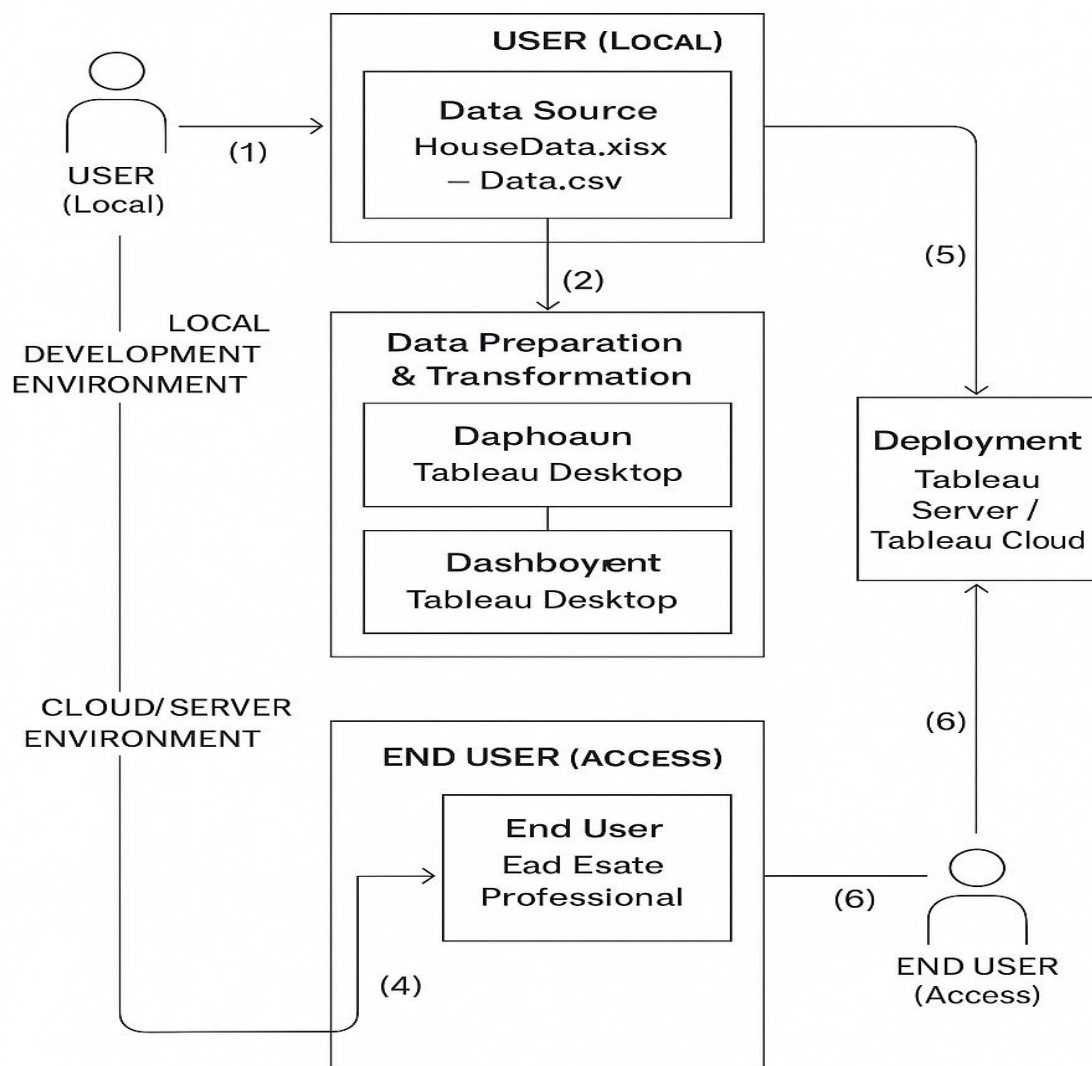 USER (LOCAL)
Data Source
HouseData.xisx
– Data.csv
(1)
USER
(Local)
(2)
(5)
LOCAL
DEVELOPMENT
ENVIRONMENT
Data Preparation
& Transformation
Daphoaun
Tableau Desktop
Dashboyrent
Tableau Desktop
Deployment
Tableau
Server /
Tableau Cloud
CLOUD/SERVER
ENVIRONMENT
(6)
END USER (ACCESS)
End User
Ead Esate
Professional
(6)
(4)
END USER
(Access)